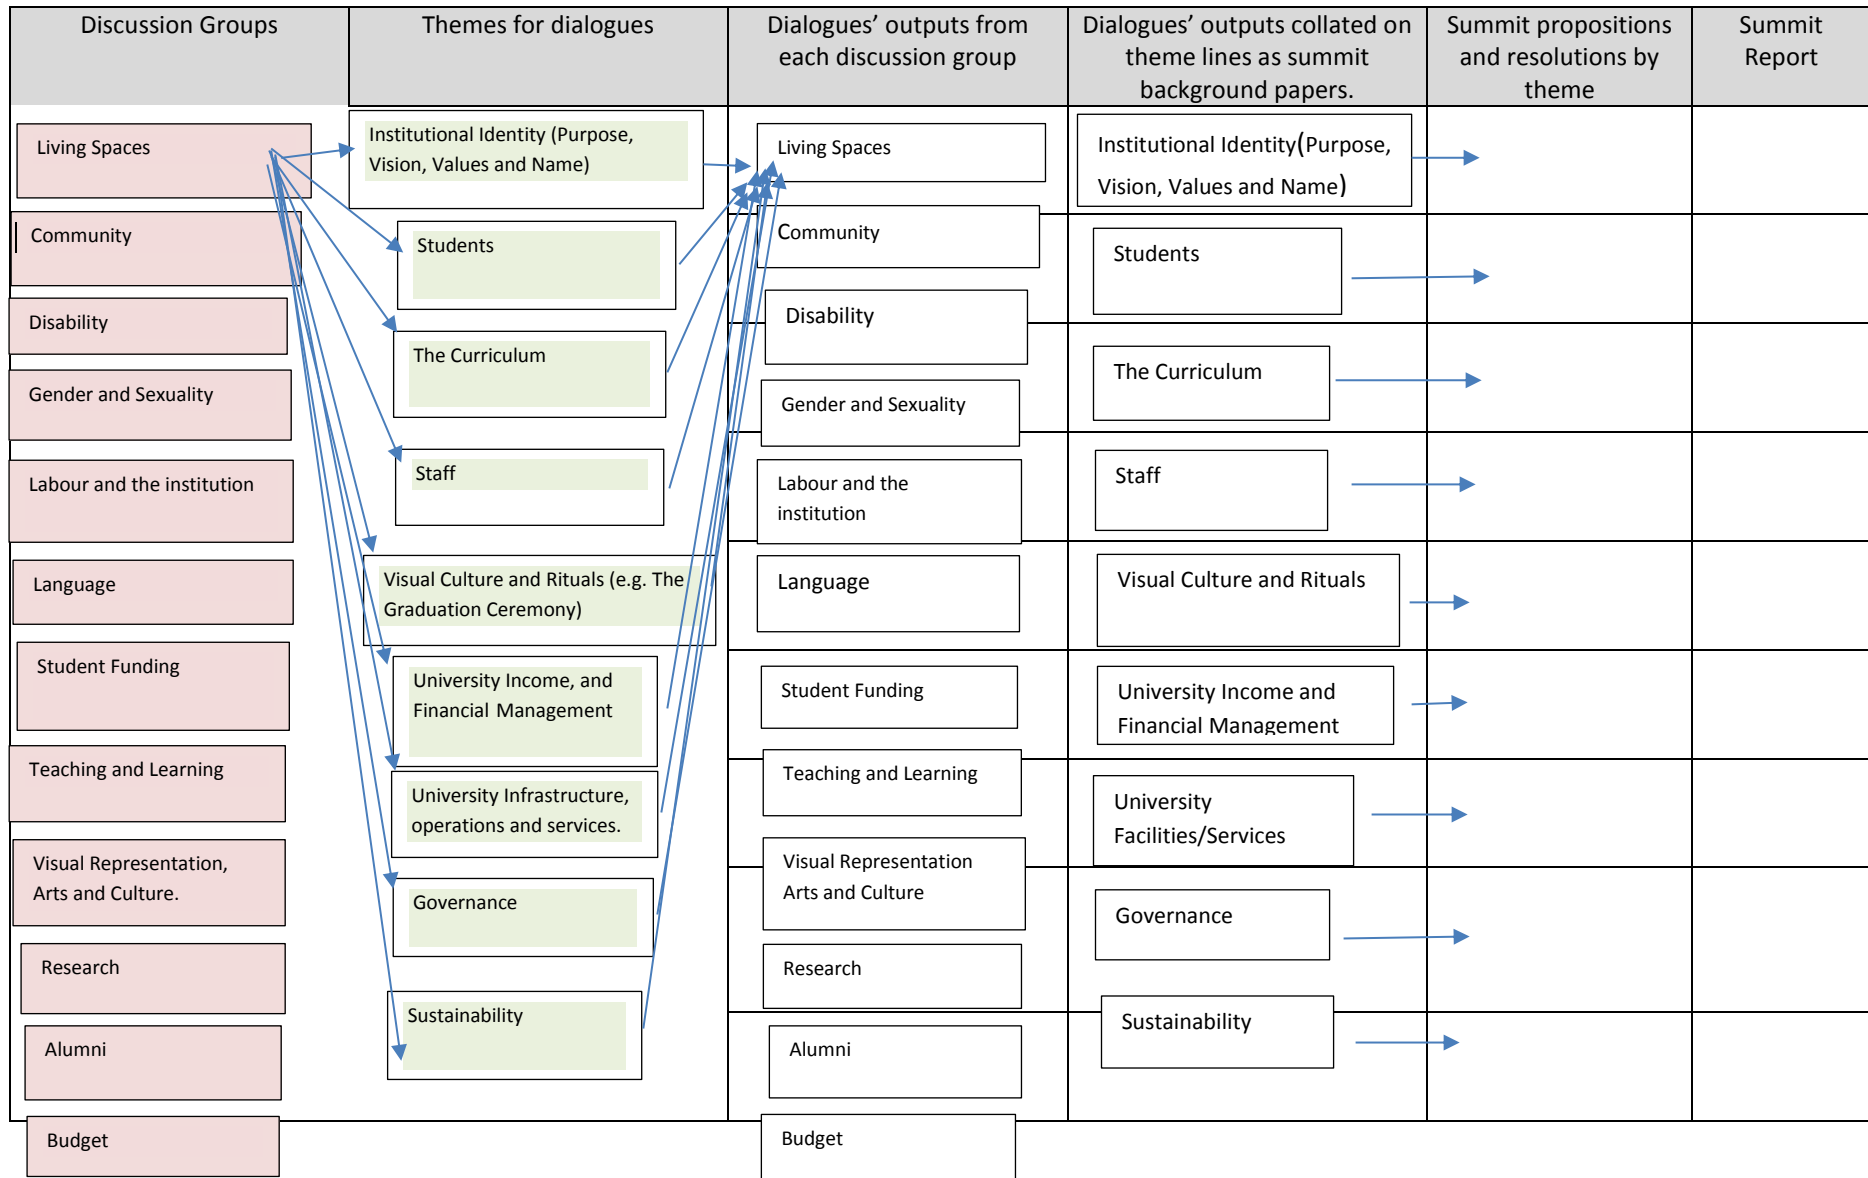 Discussion Groups
Themes for dialogues
Dialogues’ outputs from
each discussion group
Dialogues’ outputs collated on
theme lines as summit
background papers.
Summit propositions
and resolutions by
theme
Summit
Report
Living Spaces
Community
Disability
Gender and Sexuality
Labour and the institution
Language
Student Funding
Teaching and Learning
Visual Representation,
Arts and Culture.
Research
Alumni
Budget
Institutional Identity (Purpose,
Vision, Values and Name)
Students
The Curriculum
Staff
Visual Culture and Rituals (e.g. The
Graduation Ceremony)
University Income, and
Financial Management
University Infrastructure,
operations and services.
Governance
Sustainability
Living Spaces
Community
Disability
Gender and Sexuality
Labour and the
institution
Language
Student Funding
Teaching and Learning
Visual Representation
Arts and Culture
Research
Alumni
Budget
Institutional Identity(Purpose,
Vision, Values and Name)
Students
The Curriculum
Staff
Visual Culture and Rituals
University Income and
Financial Management
University
Facilities/Services
Governance
Sustainability